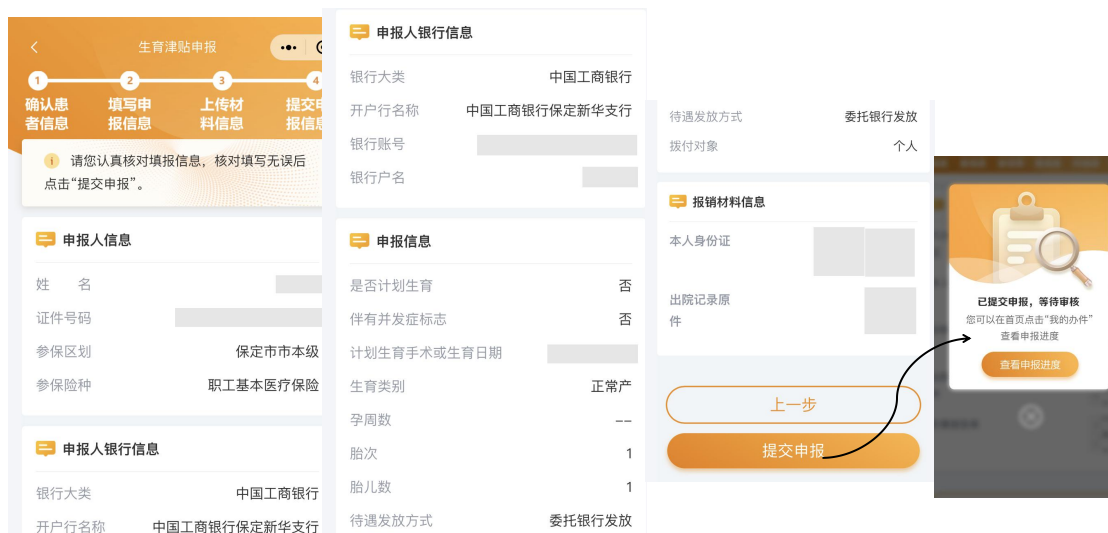 生育津贴申报
1
2
3
4
确认患
者信息
填写申
报信息
上传材
料信息
提交申
报信息
请您认真核对填报信息，核对填写无误后
点击“提交申报”。
申报人信息
姓 名
证件号码
参保区划 保定市市本级
参保险种 职工基本医疗保险
申报人银行信息
银行大类 中国工商银行
开户行名称 中国工商银行保定新华支行
申报人银行信息
银行大类 中国工商银行
开户行名称 中国工商银行保定新华支行
银行账号
银行户名
申报信息
是否计划生育 否
伴有并发症标志 否
计划生育手术或生育日期
生育类别 正常产
孕周数 --
胎次 1
胎儿数 1
待遇发放方式 委托银行发放
待遇发放方式 委托银行发放
拨付对象 个人
报销材料信息
本人身份证
出院记录原
件
上一步
提交申报
已提交申报，等待审核
您可以在首页点击“我的办件”
查看申报进度
查看申报进度